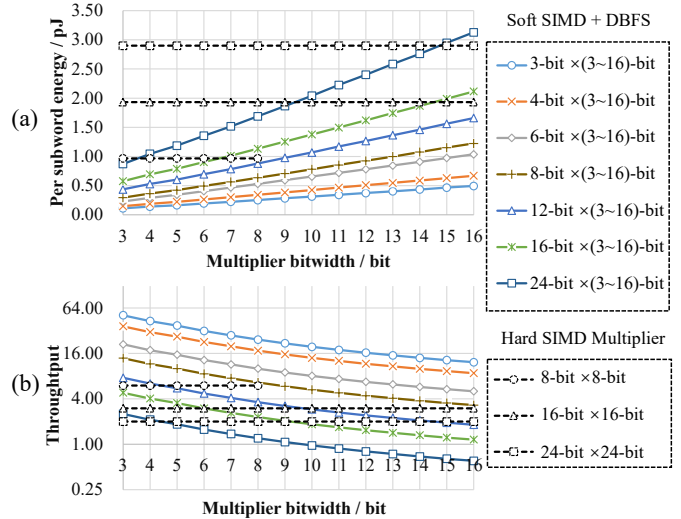 (a)
Per subword energy / pJ
3.50
3.00
2.50
2.00
1.50
1.00
0.50
0.00
3 4 5 6 7 8 9 10 11 12 13 14 15 16
Multiplier bitwidth / bit
(b)
Throughtput
64.00
16.00
4.00
1.00
0.25
3 4 5 6 7 8 9 10 11 12 13 14 15 16
Multiplier bitwidth / bit
Soft SIMD + DBFS
3-bit ×(3~16)-bit
4-bit ×(3~16)-bit
6-bit ×(3~16)-bit
8-bit ×(3~16)-bit
12-bit ×(3~16)-bit
16-bit ×(3~16)-bit
24-bit ×(3~16)-bit
Hard SIMD Multiplier
8-bit ×8-bit
16-bit ×16-bit
24-bit ×24-bit